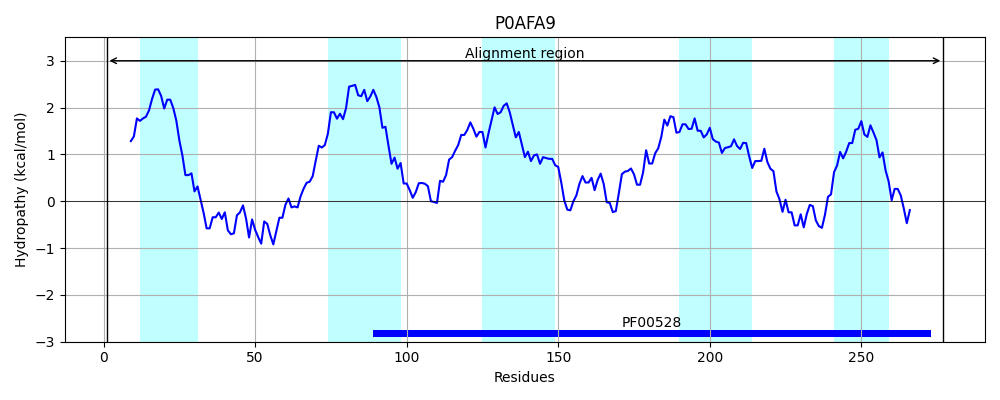 P0AFA9
Alignment region
PF00528
Hydropathy (kcal/mol)
3
2
1
0
−1
−2
−3
0 50 100 150 200 250
Residues